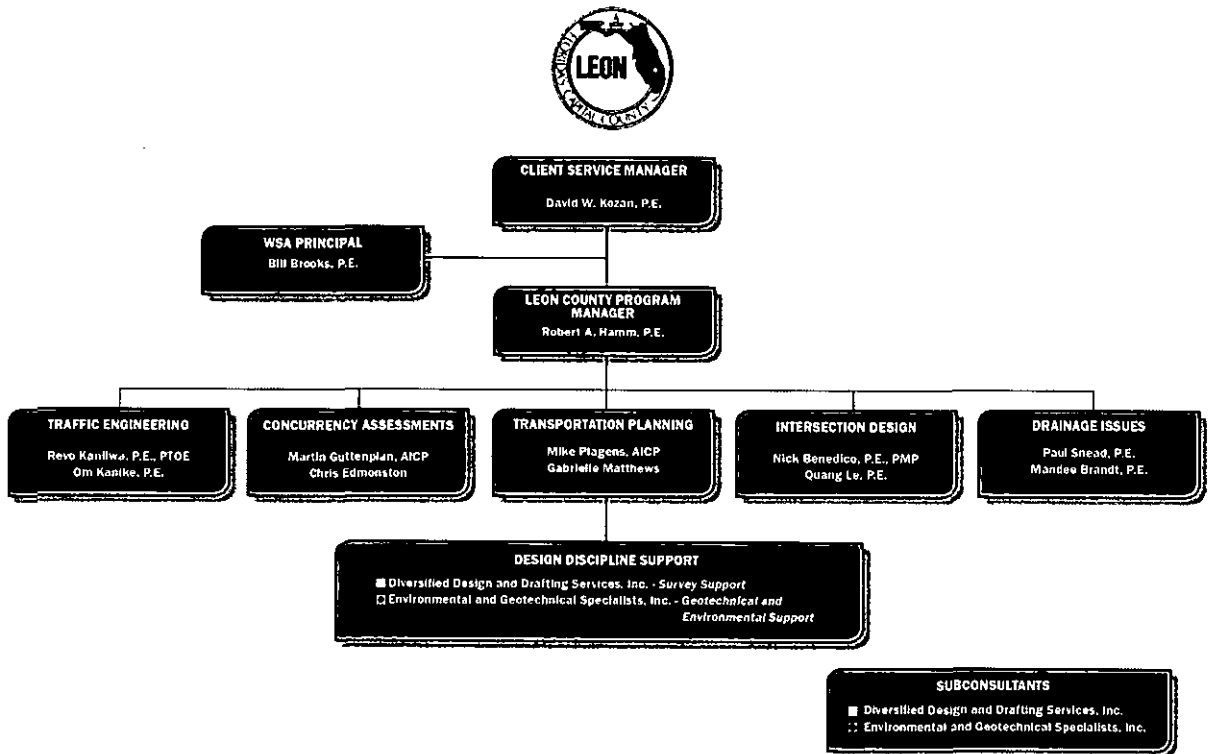 FLORIDA'S
LEON
CAPITAL COUNTY
CLIENT SERVICE MANAGER
David W. Kozan, P.E.
WSA PRINCIPAL
Bill Brooks, P.E.
LEON COUNTY PROGRAM
MANAGER
Robert A. Hamm, P.E.
TRAFFIC ENGINEERING
Revo Kanilwa, P.E., PTOE
Om Kanike, P.E.
CONCURRENCY ASSESSMENTS
Martin Guttenplan, AICP
Chris Edmonston
TRANSPORTATION PLANNING
Mike Plagens, AICP
Gabrielle Matthews
INTERSECTION DESIGN
Nick Benedico, P.E., PMP
Quang Le, P.E.
DRAINAGE ISSUES
Paul Snead, P.E.
Mandee Brandt, P.E.
DESIGN DISCIPLINE SUPPORT
Diversified Design and Drafting Services, Inc. - Survey Support
Environmental and Geotechnical Specialists, Inc. - Geotechnical and
Environmental Support
SUBCONSULTANTS
Diversified Design and Drafting Services, Inc.
Environmental and Geotechnical Specialists, Inc.